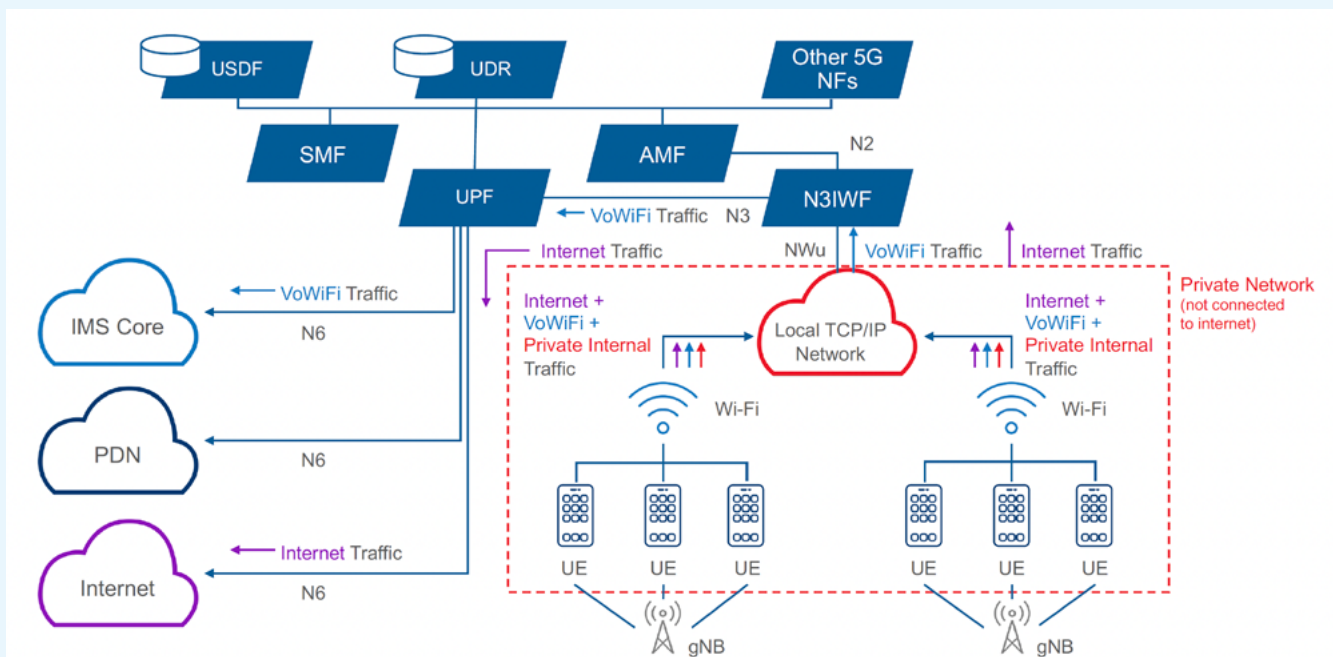 USDF
UDR
Other 5G
NFs
SMF
AMF
N2
UPF
N3IWF
VoWiFi Traffic
N3
Internet Traffic
NWu
VoWiFi Traffic
Internet Traffic
Private Network
(not connected
to internet)
VoWiFi Traffic
IMS Core
N6
Internet +
VoWiFi +
Private Internal
Traffic
Local TCP/IP
Network
Internet +
VoWiFi +
Private Internal
Traffic
Wi-Fi
Wi-Fi
PDN
N6
Internet Traffic
Internet
N6
UE
UE
UE
UE
UE
UE
gNB
gNB